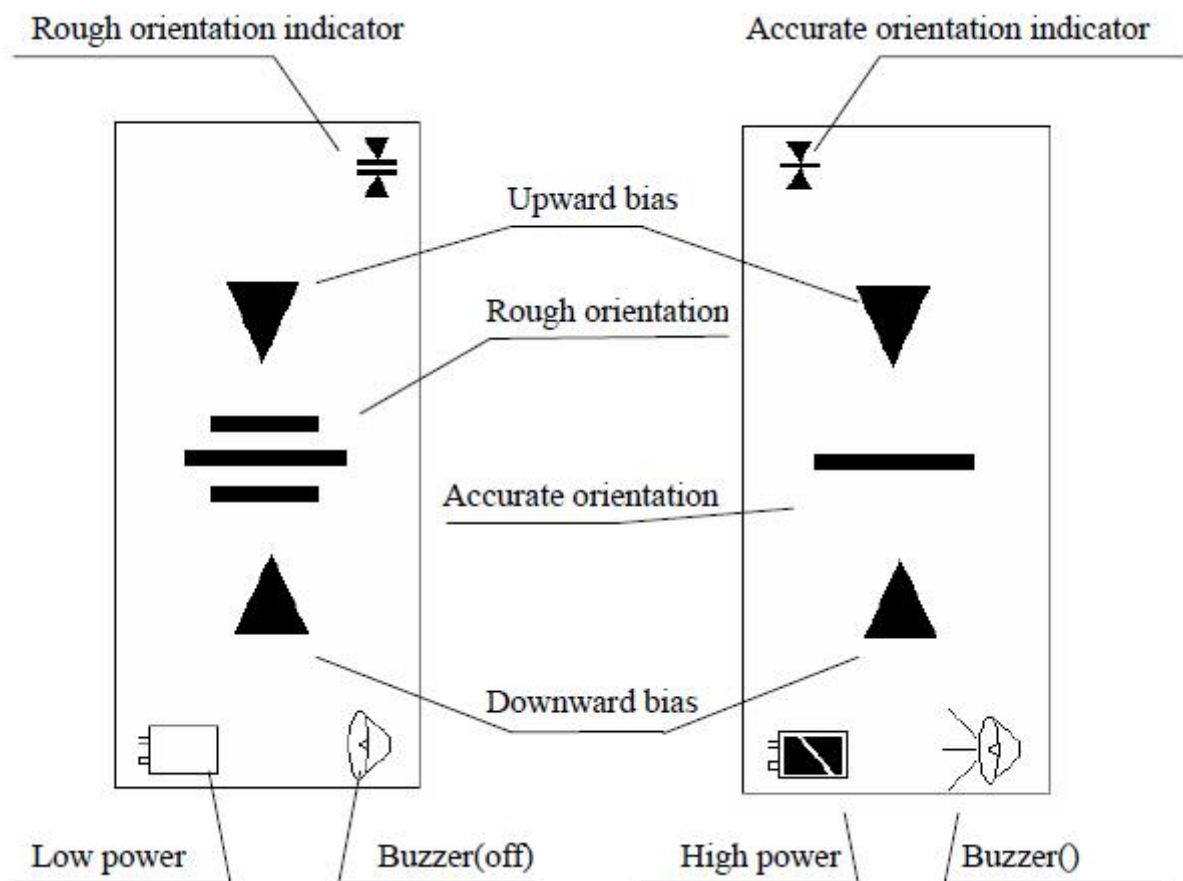 Rough orientation indicator
Accurate orientation indicator
Upward bias
Rough orientation
Accurate orientation
Downward bias
Low power
Buzzer(off)
High power
Buzzer()